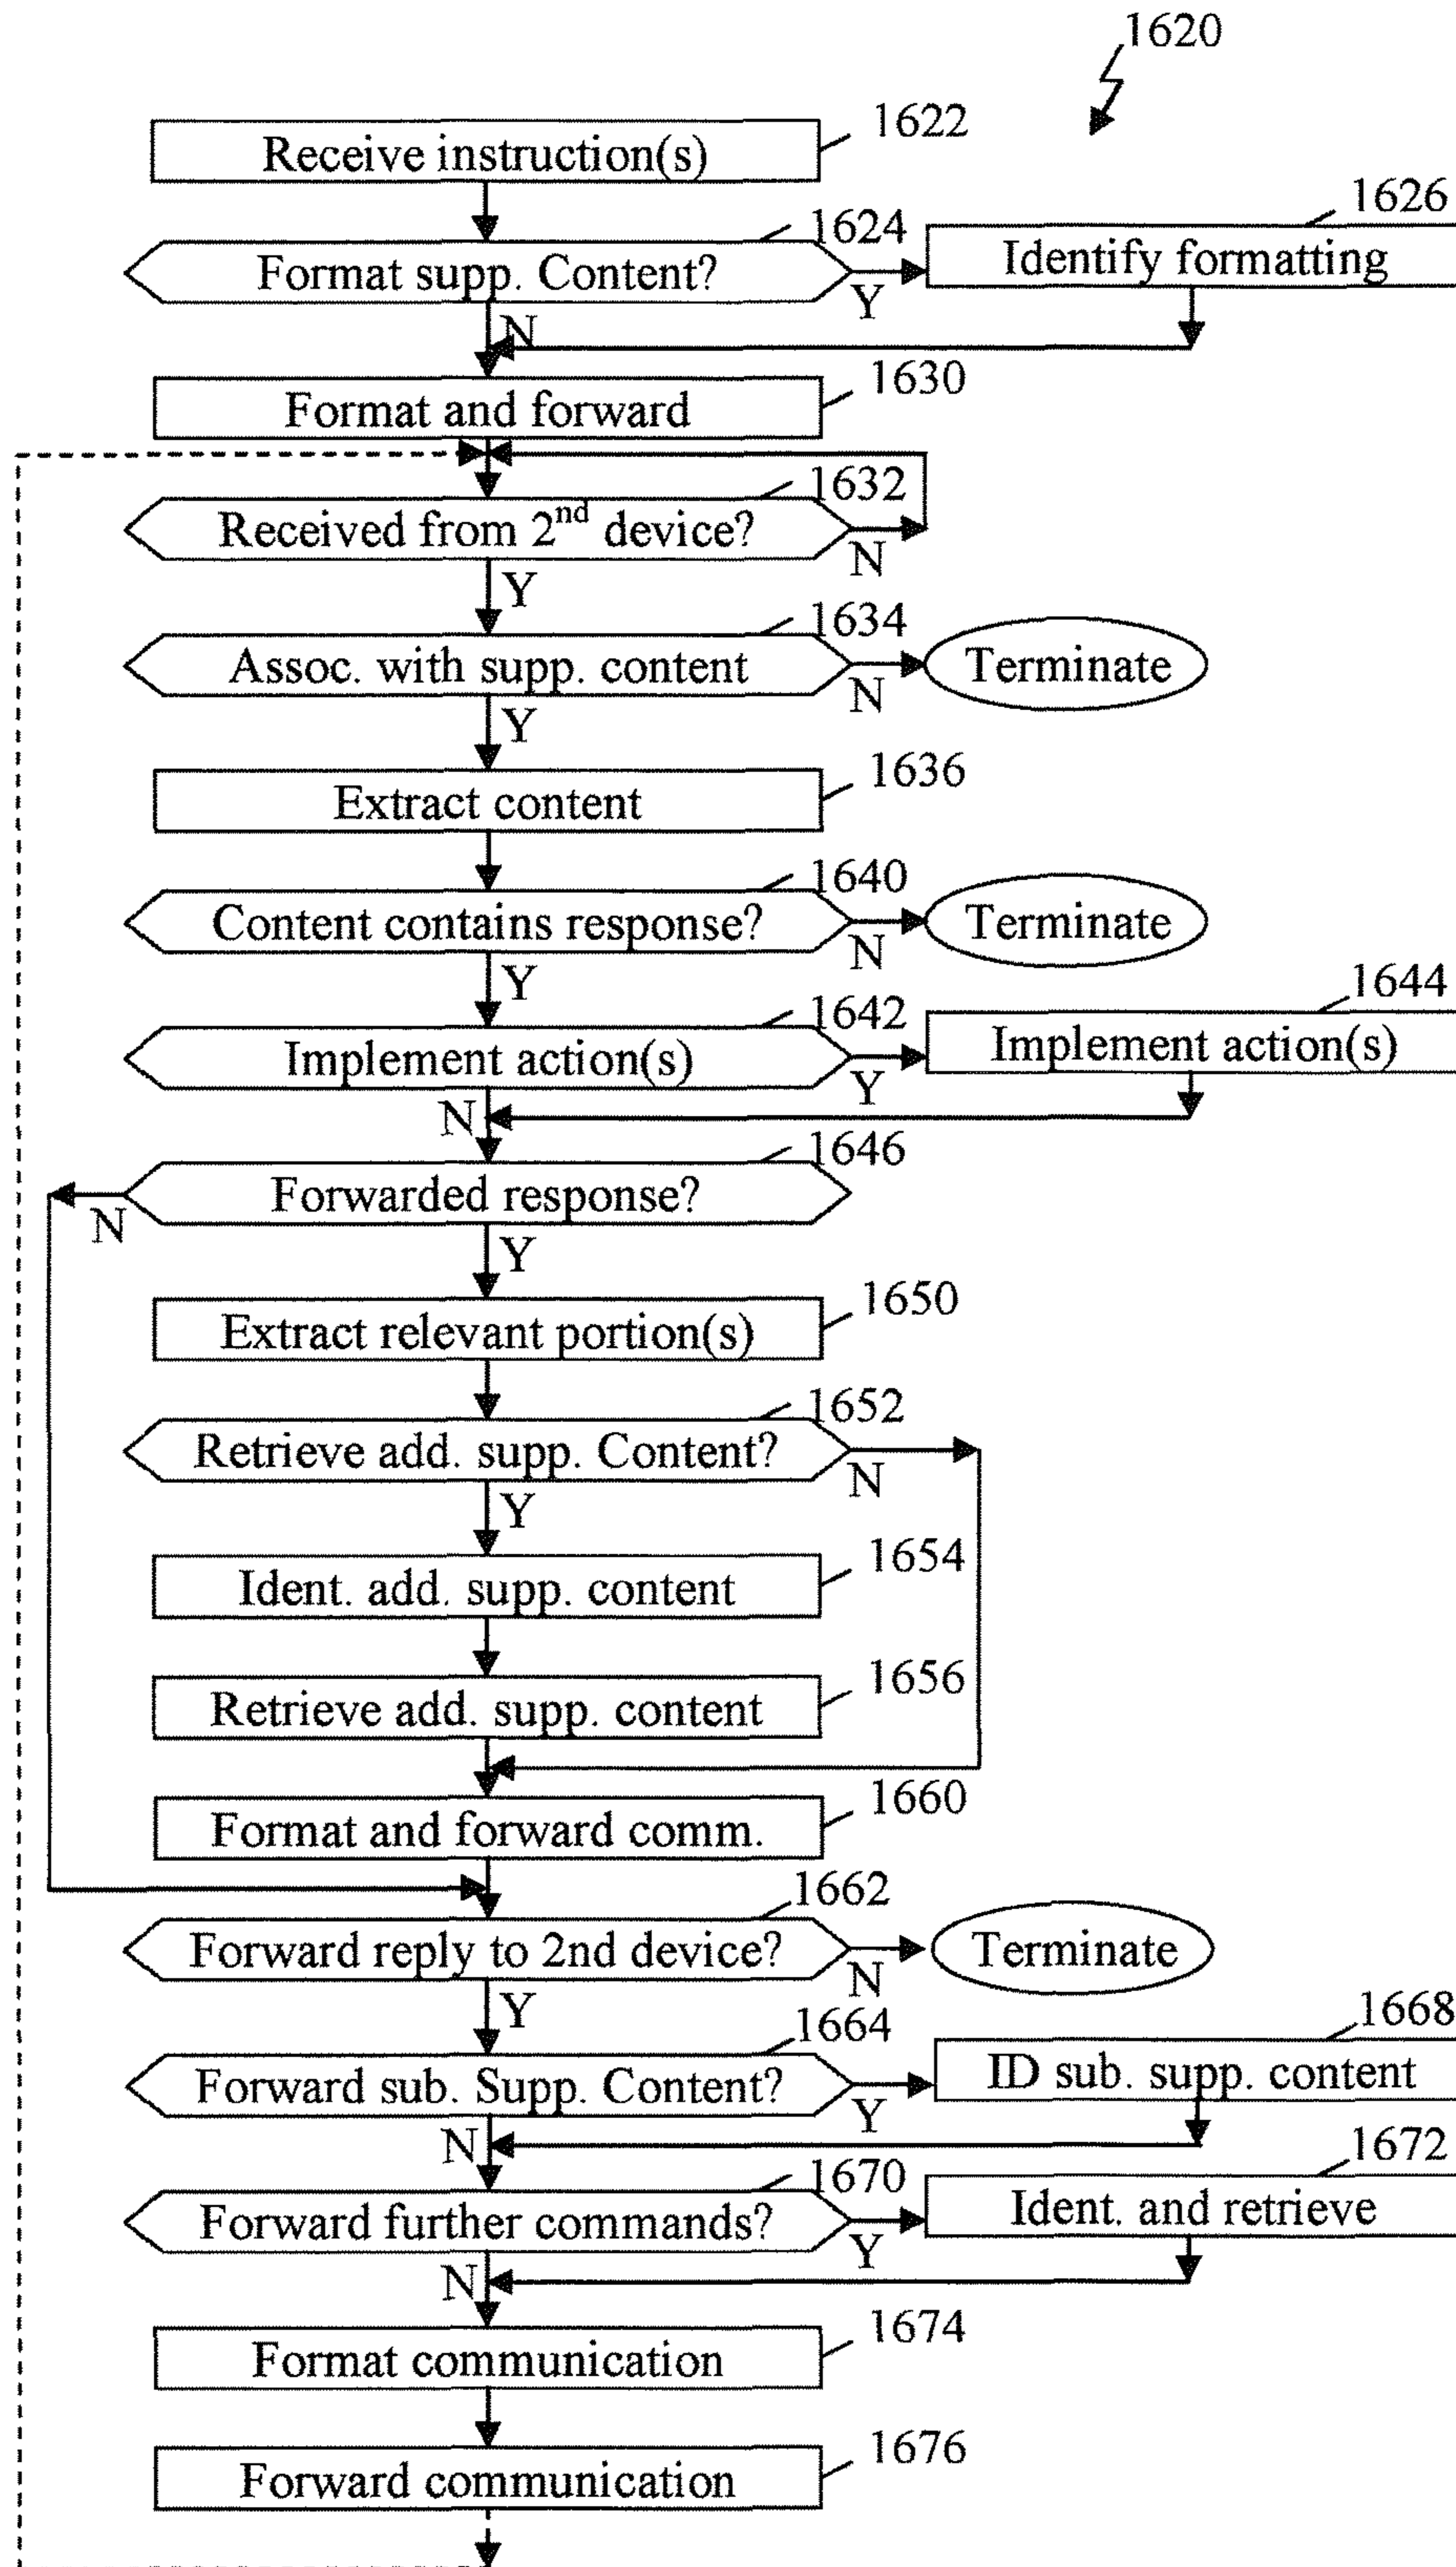 1620
1622
Receive instruction(s)
1624
1626
Format supp. Content?
Identify formatting
Y
N
1630
Format and forward
1632
Received from 2nd device?
N
Y
1634
Assoc. with supp. content
Terminate
N
Y
1636
Extract content
1640
Content contains response?
Terminate
N
Y
1642
1644
Implement action(s)
Implement action(s)
Y
N
1646
Forwarded response?
N
Y
1650
Extract relevant portion(s)
1652
Retrieve add. supp. Content?
N
Y
1654
Ident. add. supp. content
1656
Retrieve add. supp. content
1660
Format and forward comm.
1662
Forward reply to 2nd device?
Terminate
N
Y
1664
1668
Forward sub. Supp. Content?
ID sub. supp. content
Y
N
1670
1672
Forward further commands?
Ident. and retrieve
Y
N
1674
Format communication
1676
Forward communication